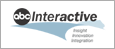 abc Interactive
Insight
Innovation
Integration